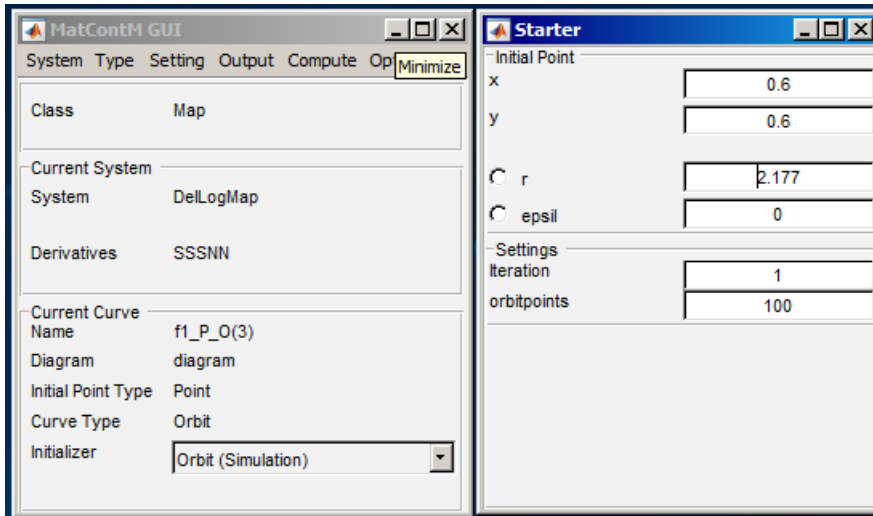 MatContM GUI
System Type Setting Output Compute Op
Minimize
Class Map
Current System
System DelLogMap
Derivatives SSSNN
Current Curve
Name f1_P_O(3)
Diagram diagram
Initial Point Type Point
Curve Type Orbit
Initializer Orbit (Simulation)
Starter
Initial Point
x 0.6
y 0.6
r 2.177
epsil 0
Settings
Iteration 1
orbitpoints 100